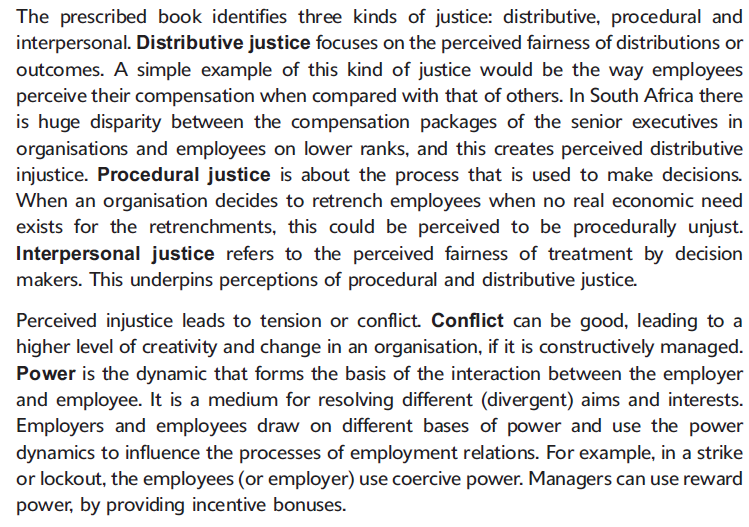 The prescribed book identifies three kinds of justice: distributive, procedural and
interpersonal. Distributive justice focuses on the perceived fairness of distributions or
outcomes. A simple example of this kind of justice would be the way employees
perceive their compensation when compared with that of others. In South Africa there
is huge disparity between the compensation packages of the senior executives in
organisations and employees on lower ranks, and this creates perceived distributive
injustice. Procedural justice is about the process that is used to make decisions.
When an organisation decides to retrench employees when no real economic need
exists for the retrenchments, this could be perceived to be procedurally unjust.
Interpersonal justice refers to the perceived fairness of treatment by decision
makers. This underpins perceptions of procedural and distributive justice.
Perceived injustice leads to tension or conflict. Conflict can be good, leading to a
higher level of creativity and change in an organisation, if it is constructively managed.
Power is the dynamic that forms the basis of the interaction between the employer
and employee. It is a medium for resolving different (divergent) aims and interests.
Employers and employees draw on different bases of power and use the power
dynamics to influence the processes of employment relations. For example, in a strike
or lockout, the employees (or employer) use coercive power. Managers can use reward
power, by providing incentive bonuses.